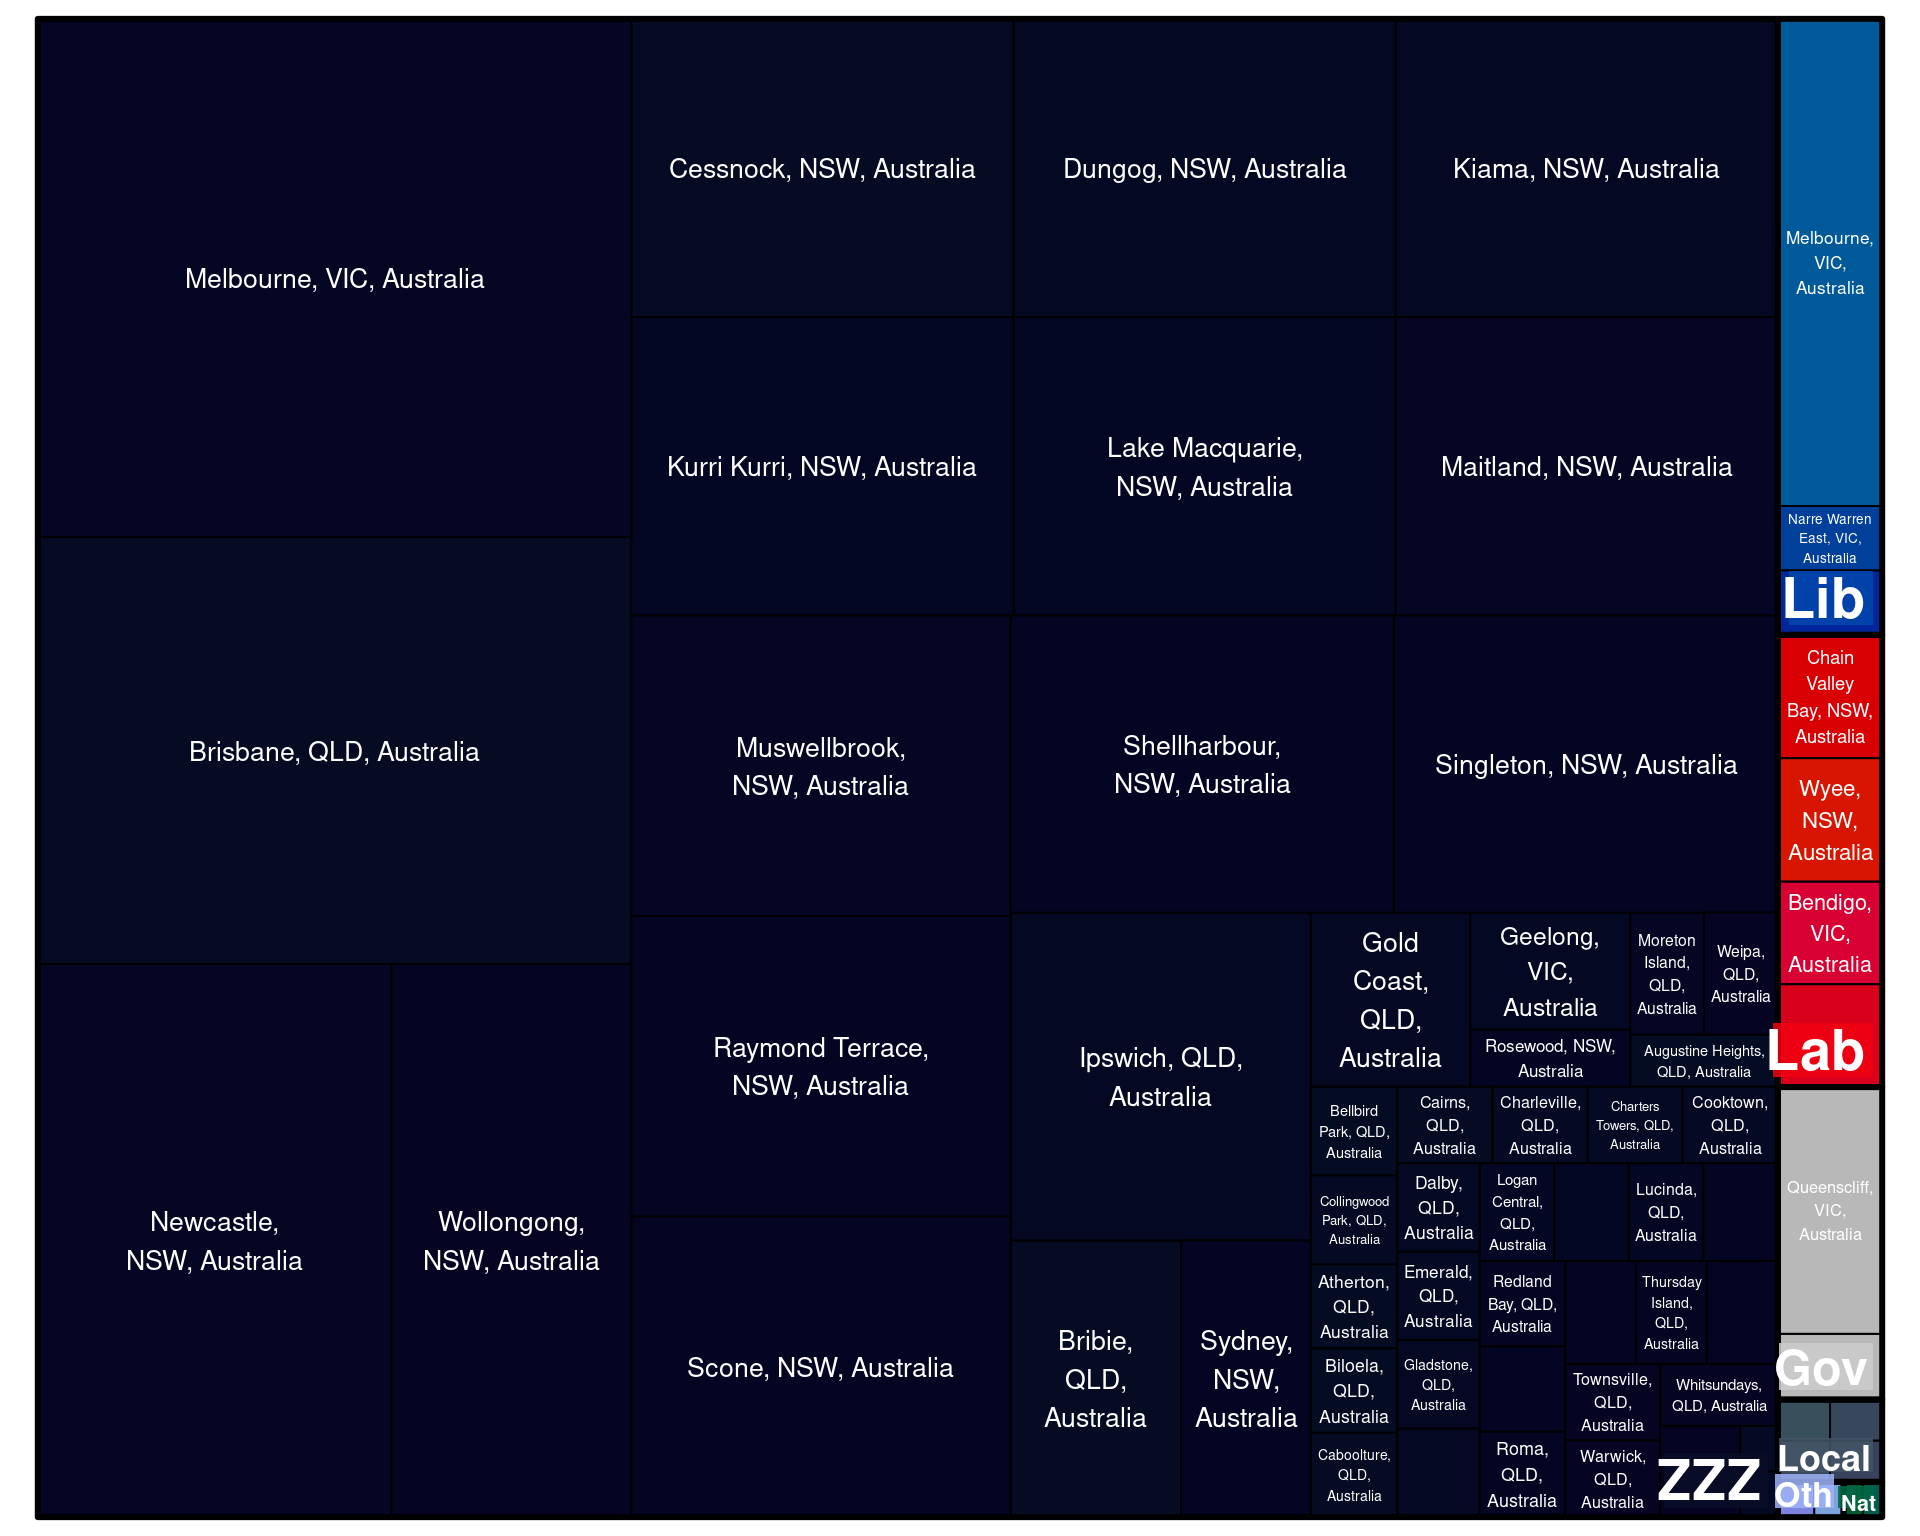 Melbourne, VIC, Australia
Brisbane, QLD, Australia
Newcastle,
NSW, Australia
Wollongong,
NSW, Australia
Cessnock, NSW, Australia
Dungog, NSW, Australia
Kiama, NSW, Australia
Kurri Kurri, NSW, Australia
Lake Macquarie,
NSW, Australia
Maitland, NSW, Australia
Muswellbrook,
NSW, Australia
Shellharbour,
NSW, Australia
Singleton, NSW, Australia
Raymond Terrace,
NSW, Australia
Scone, NSW, Australia
Ipswich, QLD,
Australia
Bribie,
QLD,
Australia
Sydney,
NSW,
Australia
Gold
Coast,
QLD,
Australia
Geelong,
VIC,
Australia
Rosewood, NSW,
Australia
Moreton
Island,
QLD,
Australia
Weipa,
QLD,
Australia
Augustine Heights,
QLD, Australia
Bellbird
Park, QLD,
Australia
Collingwood
Park, QLD,
Australia
Atherton,
QLD,
Australia
Biloela,
QLD,
Australia
Caboolture,
QLD,
Australia
Cairns,
QLD,
Australia
Charleville,
QLD,
Australia
Charters
Towers, QLD,
Australia
Cooktown,
QLD,
Australia
Dalby,
QLD,
Australia
Emerald,
QLD,
Australia
Gladstone,
QLD,
Australia
Logan
Central,
QLD,
Australia
Lucinda,
QLD,
Australia
Redland
Bay, QLD,
Australia
Thursday
Island,
QLD,
Australia
Roma,
QLD,
Australia
Townsville,
QLD,
Australia
Whitsundays,
QLD, Australia
Warwick,
QLD,
Australia
ZZZ
Melbourne,
VIC,
Australia
Narre Warren
East, VIC,
Australia
Lib
Chain
Valley
Bay, NSW,
Australia
Wyee,
NSW,
Australia
Bendigo,
VIC,
Australia
Lab
Queenscliff,
VIC,
Australia
Gov
Local
Oth
Nat